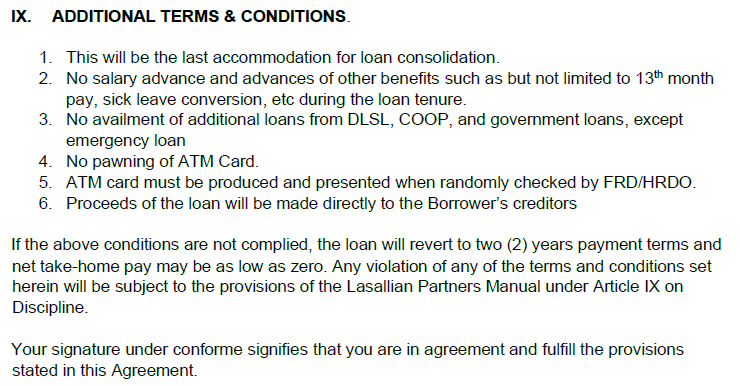 IX. ADDITIONAL TERMS & CONDITIONS.
1. This will be the last accommodation for loan consolidation.
2. No salary advance and advances of other benefits such as but not limited to 13th month
pay, sick leave conversion, etc during the loan tenure.
3. No availment of additional loans from DLSL, COOP, and government loans, except
emergency loan
4. No pawning of ATM Card.
5. ATM card must be produced and presented when randomly checked by FRD/HRDO.
6. Proceeds of the loan will be made directly to the Borrower's creditors
If the above conditions are not complied, the loan will revert to two (2) years payment terms and
net take-home pay may be as low as zero. Any violation of any of the terms and conditions set
herein will be subject to the provisions of the Lasallian Partners Manual under Article IX on
Discipline.
Your signature under conforme signifies that you are in agreement and fulfill the provisions
stated in this Agreement.